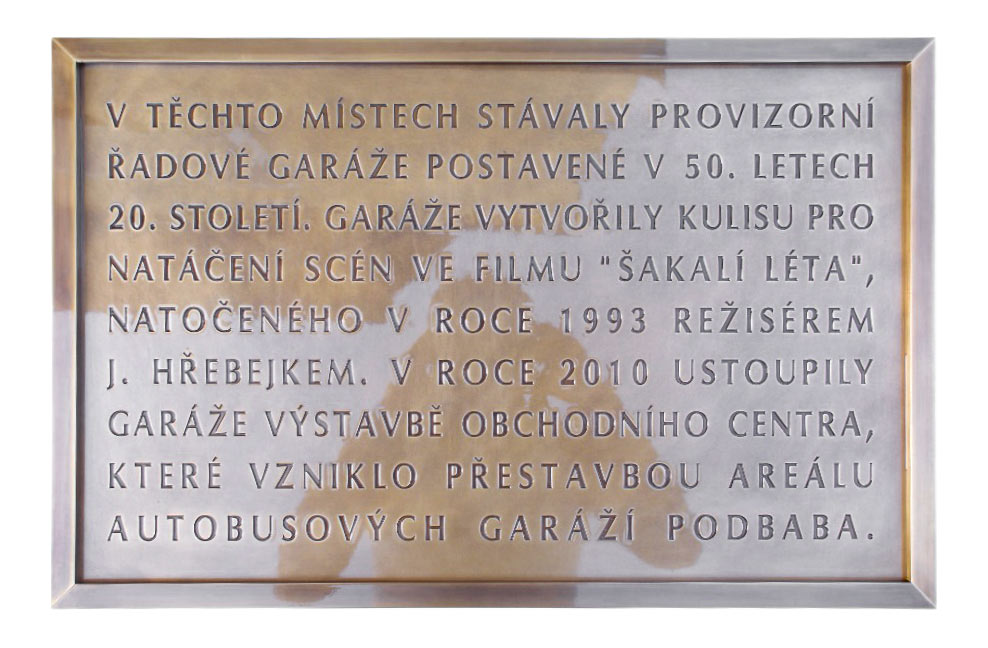 V TĚCHTO MÍSTECH STÁVALY PROVIZORNÍ
ŘADOVÉ GARÁŽE POSTAVENÉ V 50. LETECH
20. STOLETÍ. GARÁŽE VYTVOŘILY KULISU PRO
NATÁČENÍ SCÉN VE FILMU "ŠAKALÍ LÉTA",
NATOČENÉHO V ROCE 1993 REŽISÉREM
J. HŘEBEJKEM. V ROCE 2010 USTOUPILY
GARÁŽE VÝSTAVBĚ OBCHODNÍHO CENTRA,
KTERÉ VZNIKLO PŘESTAVBOU AREÁLU
AUTOBUSOVÝCH GARÁŽÍ PODBABA.